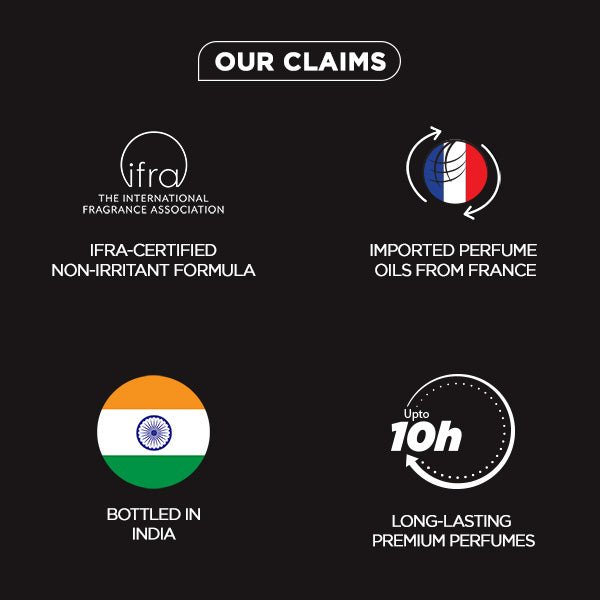 OUR CLAIMS
ifra
THE INTERNATIONAL
FRAGRANCE ASSOCIATION
IFRA-CERTIFIED
NON-IRRITANT FORMULA
IMPORTED PERFUME
OILS FROM FRANCE
BOTTLED IN
INDIA
Upto
10h
LONG-LASTING
PREMIUM PERFUMES